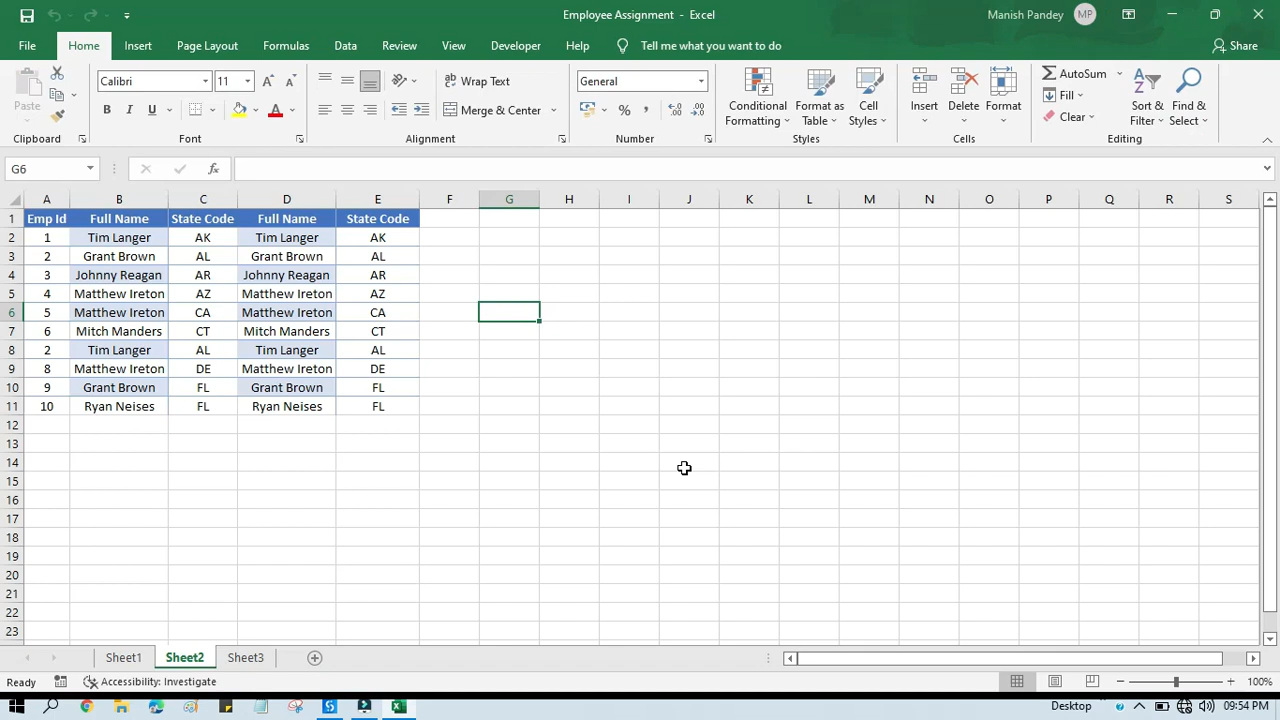 Employee Assignment - Excel
Manish Pandey MP
File Home Insert Page Layout Formulas Data Review View Developer Help Tell me what you want to do Share
Paste
Calibri 11
B I U
Wrap Text
Merge & Center
General
Conditional Formatting
Format as Table
Cell Styles
Insert Delete Format
AutoSum
Fill
Clear
Sort & Filter
Find & Select
Clipboard Font Alignment Number Styles Cells Editing
G6 fx
A B C D E F G H I J K L M N O P Q R S
1 Emp Id Full Name State Code Full Name State Code
2 1 Tim Langer AK Tim Langer AK
3 2 Grant Brown AL Grant Brown AL
4 3 Johnny Reagan AR Johnny Reagan AR
5 4 Matthew Ireton AZ Matthew Ireton AZ
6 5 Matthew Ireton CA Matthew Ireton CA
7 6 Mitch Manders CT Mitch Manders CT
8 2 Tim Langer AL Tim Langer AL
9 8 Matthew Ireton DE Matthew Ireton DE
10 9 Grant Brown FL Grant Brown FL
11 10 Ryan Neises FL Ryan Neises FL
12
13
14
15
16
17
18
19
20
21
22
23
Sheet1 Sheet2 Sheet3
Ready Accessibility: Investigate 100%
Desktop 09:54 PM